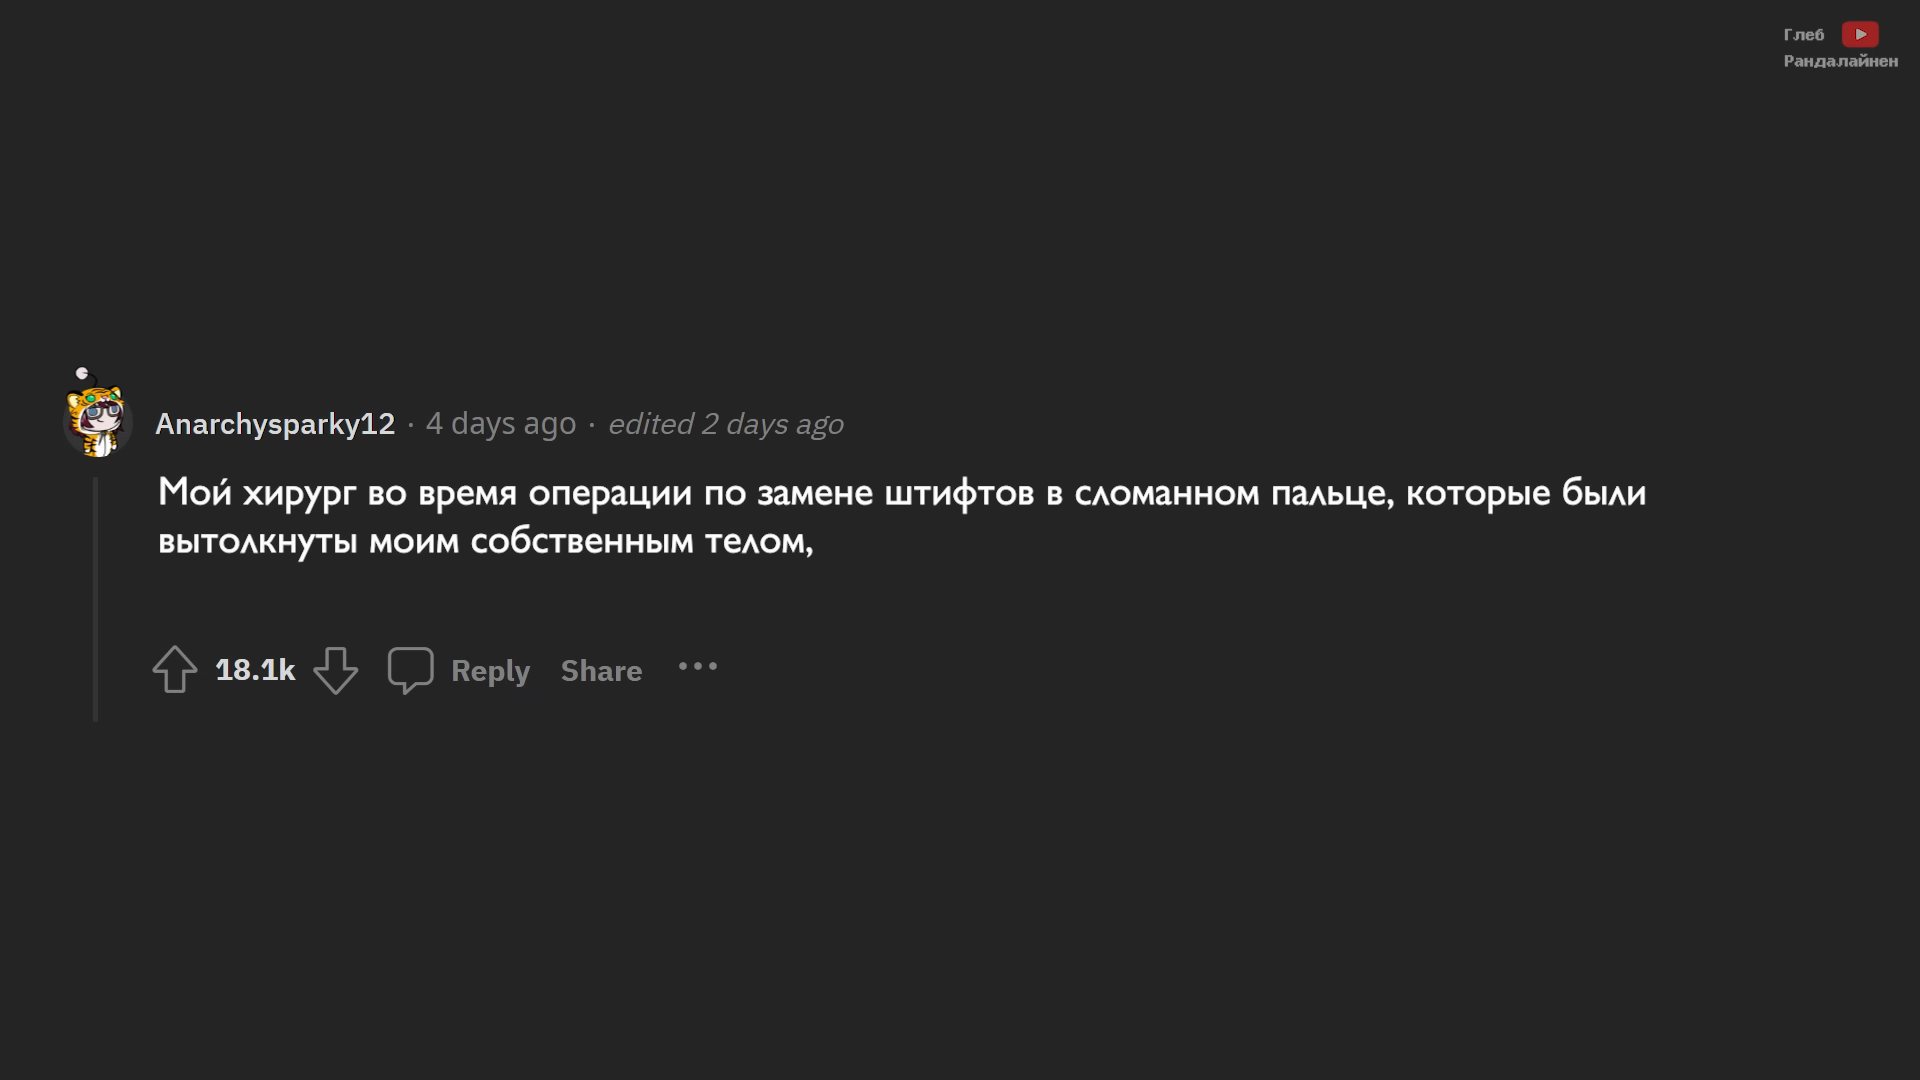 Глеб
Рандалайнен
Anarchysparky12 · 4 days ago · edited 2 days ago
Мой хирург во время операции по замене штифтов в сломанном пальце, которые были
вытолкнуты моим собственным телом,
18.1k Reply Share ···